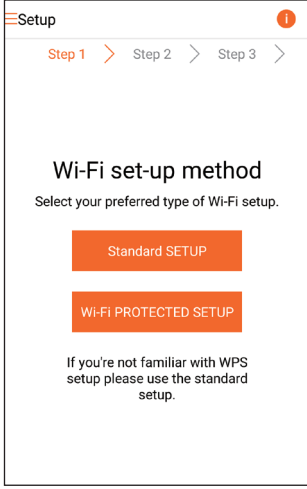 Setup
i
Step 1
Step 2
Step 3
Wi-Fi set-up method
Select your preferred type of Wi-Fi setup.
Standard SETUP
Wi-Fi PROTECTED SETUP
If you're not familiar with WPS
setup please use the standard
setup.